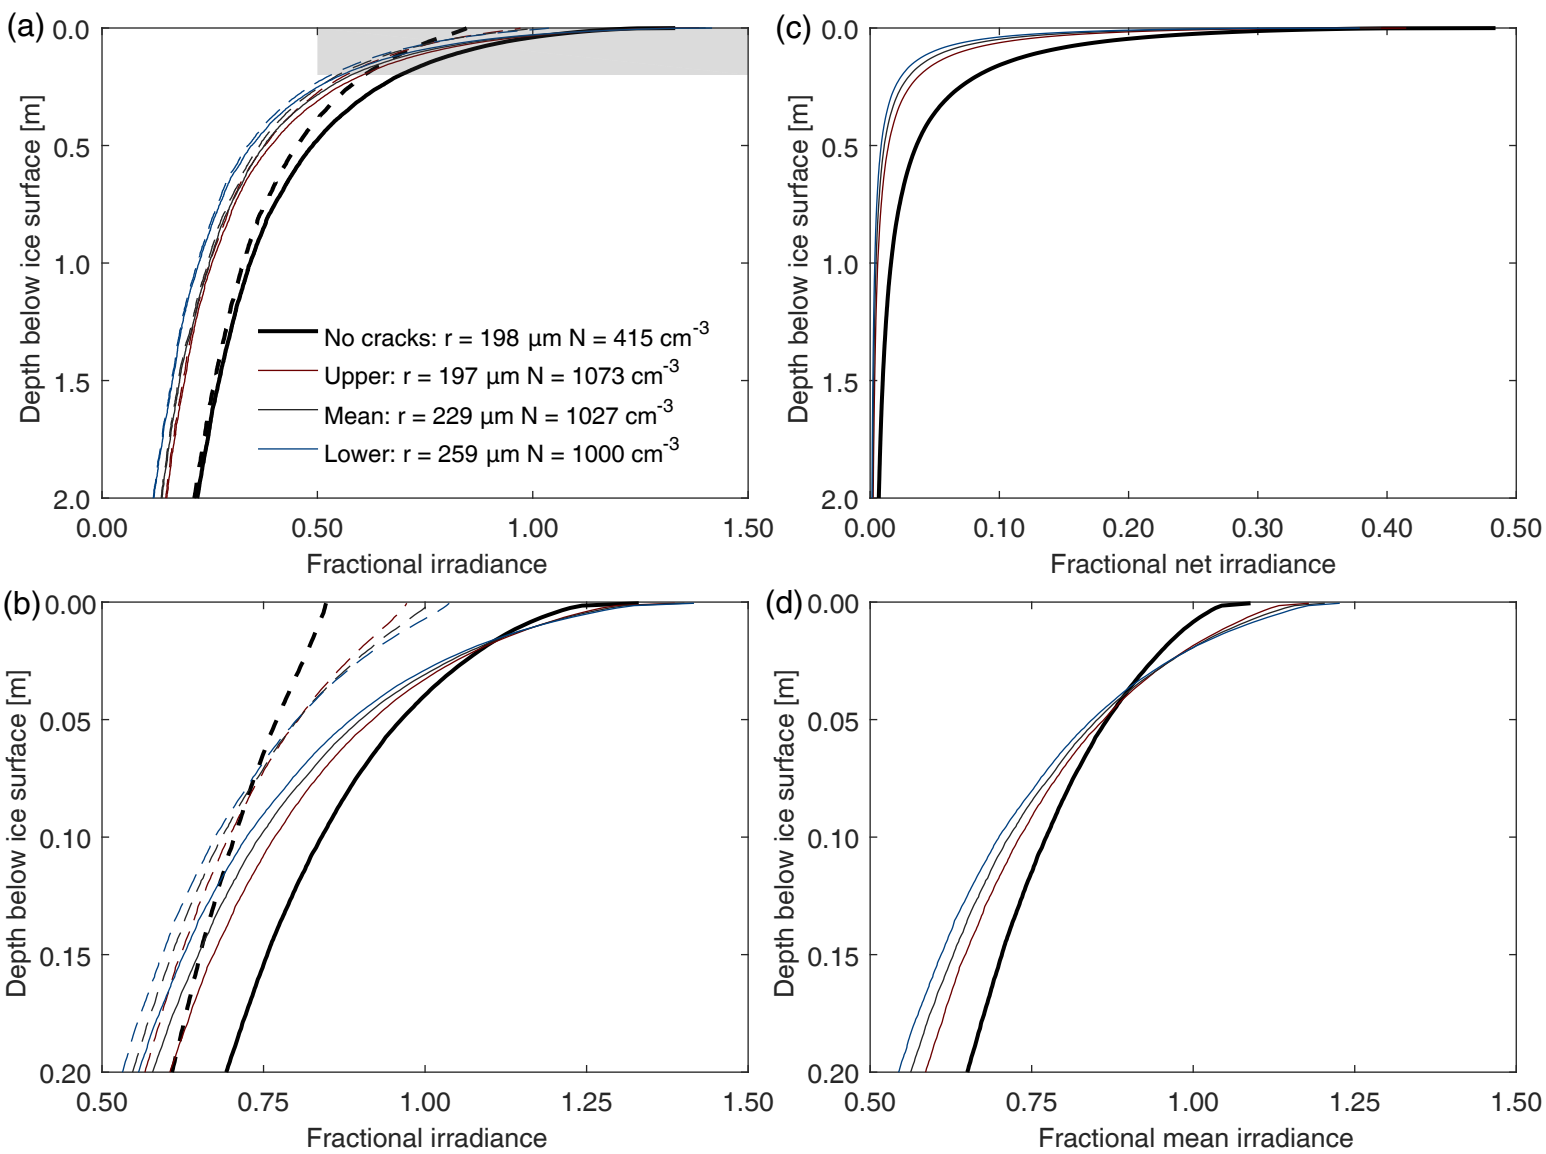 (a)
0.0
0.5
1.0
1.5
2.0
Depth below ice surface [m]
No cracks: r = 198 µm N = 415 cm-3
Upper: r = 197 µm N = 1073 cm-3
Mean: r = 229 µm N = 1027 cm-3
Lower: r = 259 µm N = 1000 cm-3
0.00 0.50 1.00 1.50
Fractional irradiance
(c)
0.0
0.5
1.0
1.5
2.0
Depth below ice surface [m]
0.00 0.10 0.20 0.30 0.40 0.50
Fractional net irradiance
(b)
0.00
0.05
0.10
0.15
0.20
Depth below ice surface [m]
0.50 0.75 1.00 1.25 1.50
Fractional irradiance
(d)
0.00
0.05
0.10
0.15
0.20
Depth below ice surface [m]
0.50 0.75 1.00 1.25 1.50
Fractional mean irradiance